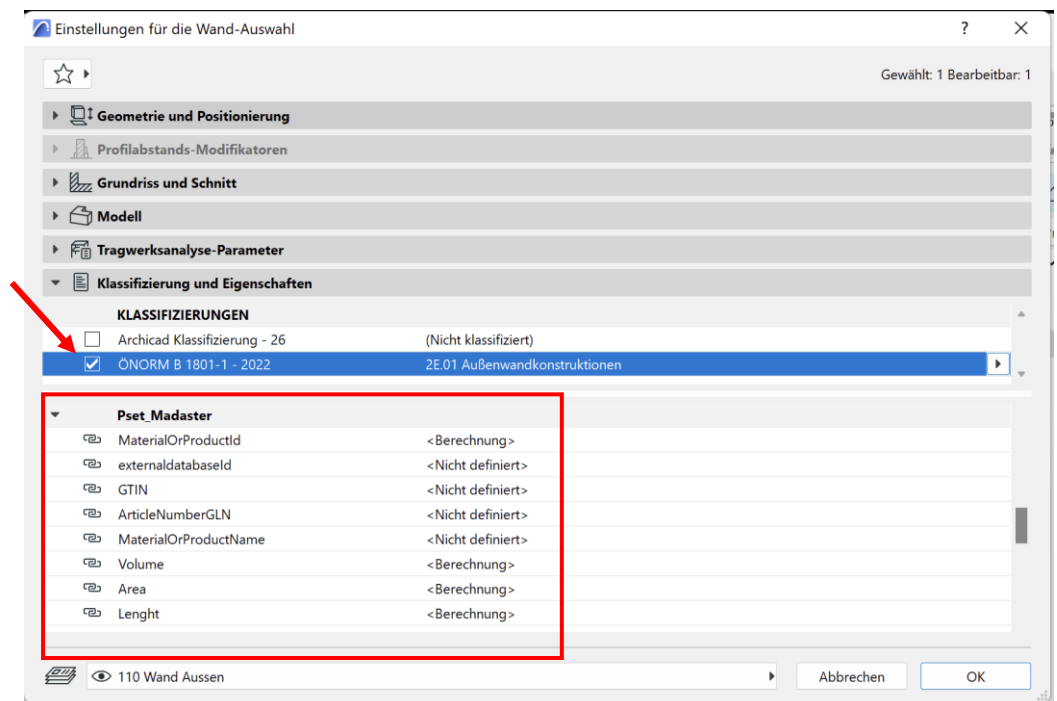 Einstellungen für die Wand-Auswahl ?
Gewählt: 1 Bearbeitbar: 1
Geometrie und Positionierung
Profilabstands-Modifikatoren
Grundriss und Schnitt
Modell
Tragwerksanalyse-Parameter
Klassifizierung und Eigenschaften
KLASSIFIZIERUNGEN
Archicad Klassifizierung - 26 (Nicht klassifiziert)
ÖNORM B 1801-1 - 2022 2E.01 Außenwandkonstruktionen
Pset_Madaster
MaterialOrProductId <Berechnung>
externaldatabaseId <Nicht definiert>
GTIN <Nicht definiert>
ArticleNumberGLN <Nicht definiert>
MaterialOrProductName <Nicht definiert>
Volume <Berechnung>
Area <Berechnung>
Lenght <Berechnung>
110 Wand Aussen Abbrechen OK